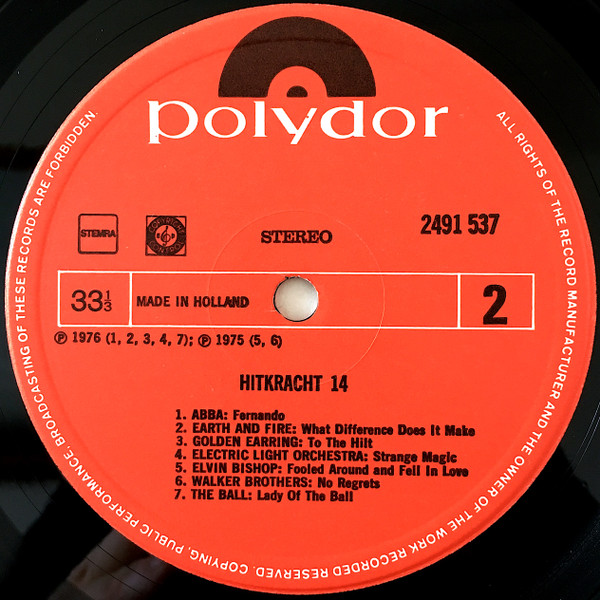 polydor
STEMRA
COPYRIGHT CONTROL
STEREO
2491 537
33⅓
MADE IN HOLLAND
2
℗ 1976 (1, 2, 3, 4, 7); ℗ 1975 (5, 6)
HITKRACHT 14
1. ABBA: Fernando
2. EARTH AND FIRE: What Difference Does It Make
3. GOLDEN EARRING: To The Hilt
4. ELECTRIC LIGHT ORCHESTRA: Strange Magic
5. ELVIN BISHOP: Fooled Around and Fell In Love
6. WALKER BROTHERS: No Regrets
7. THE BALL: Lady Of The Ball
ALL RIGHTS OF THE RECORD MANUFACTURER AND THE OWNER OF THE WORK RECORDED RESERVED. COPYING, PUBLIC PERFORMANCE, BROADCASTING OF THESE RECORDS ARE FORBIDDEN.